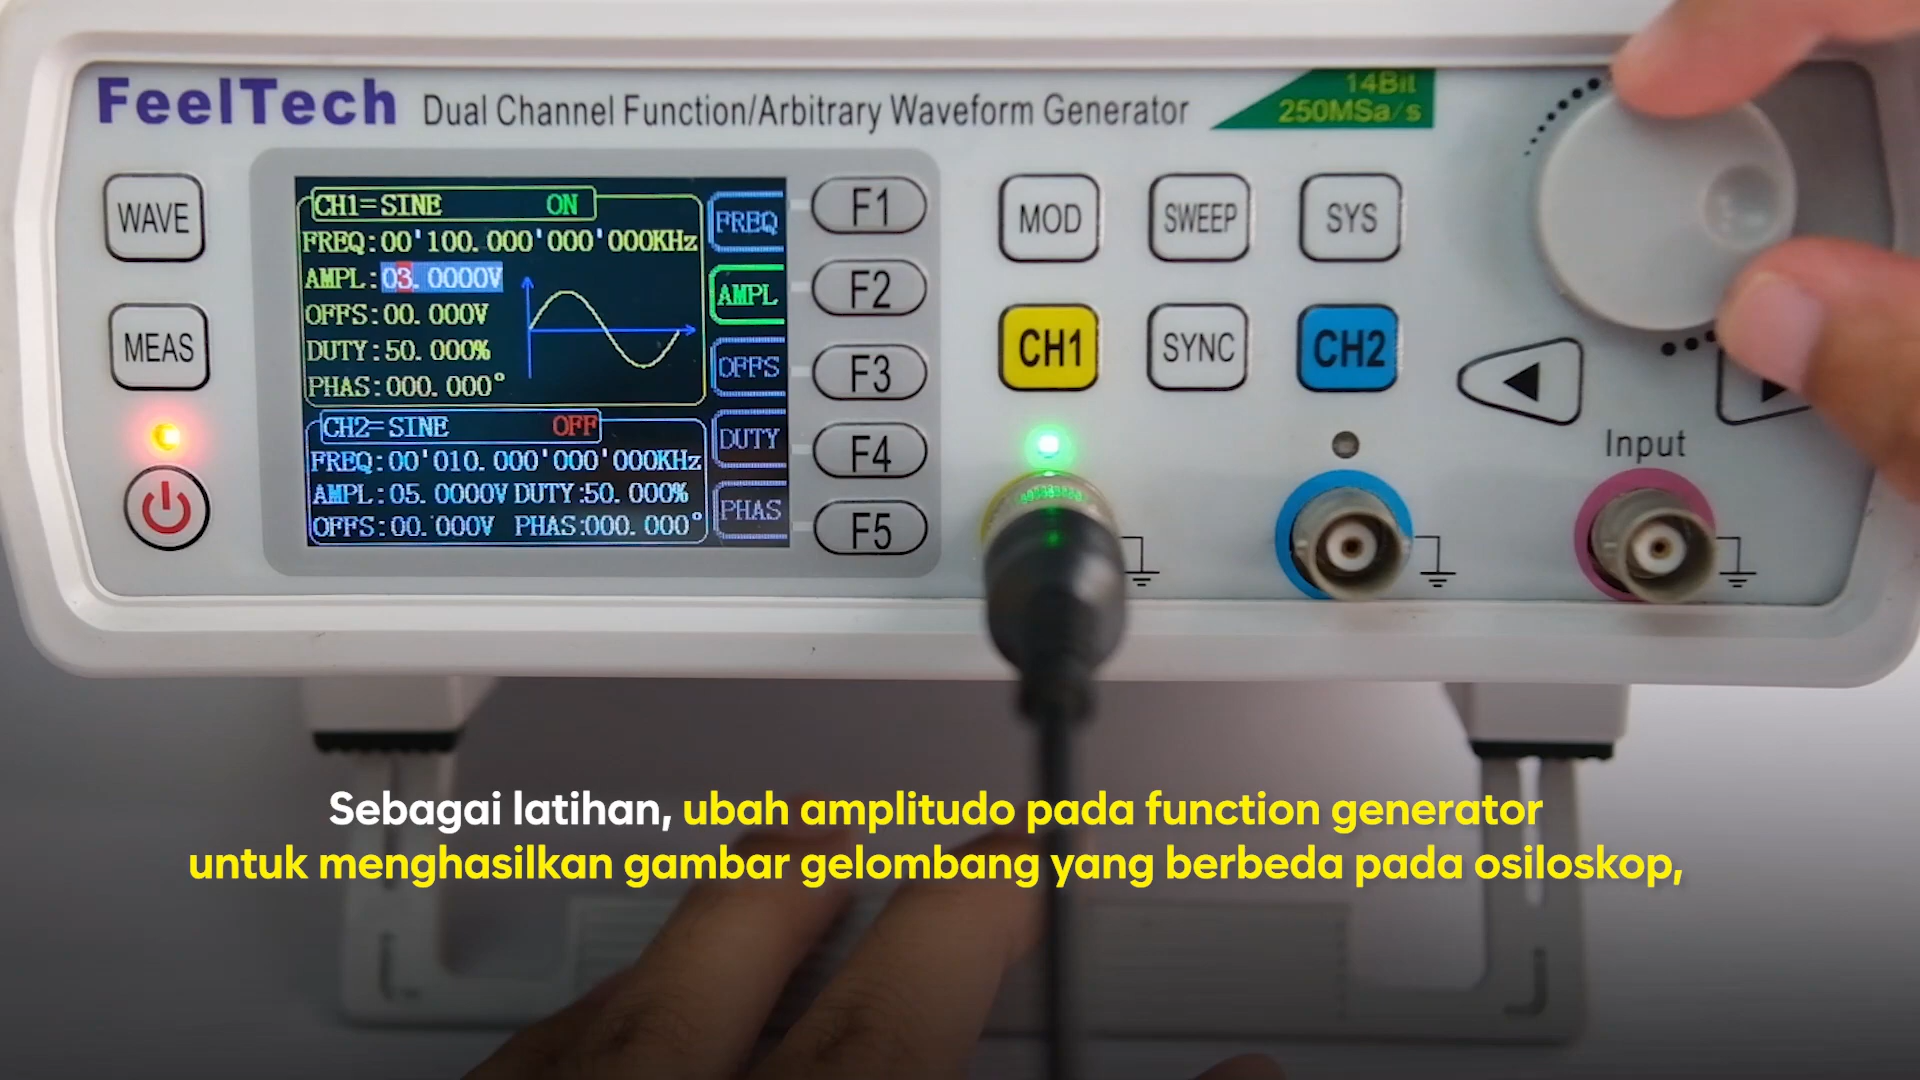 FeelTech Dual Channel Function/Arbitrary Waveform Generator
14Bit
250MSa/s
WAVE
MEAS
CH1=SINE ON
FREQ:00'100.000'000'000KHz
AMPL:03.0000V
OFFS:00.000V
DUTY:50.000%
PHAS:000.000°
CH2=SINE OFF
FREQ:00'010.000'000'000KHz
AMPL:05.0000V DUTY:50.000%
OFFS:00.000V PHAS:000.000°
FREQ
AMPL
OFFS
DUTY
PHAS
F1
F2
F3
F4
F5
MOD
SWEEP
SYS
CH1
SYNC
CH2
Input
Sebagai latihan, ubah amplitudo pada function generator
untuk menghasilkan gambar gelombang yang berbeda pada osiloskop,